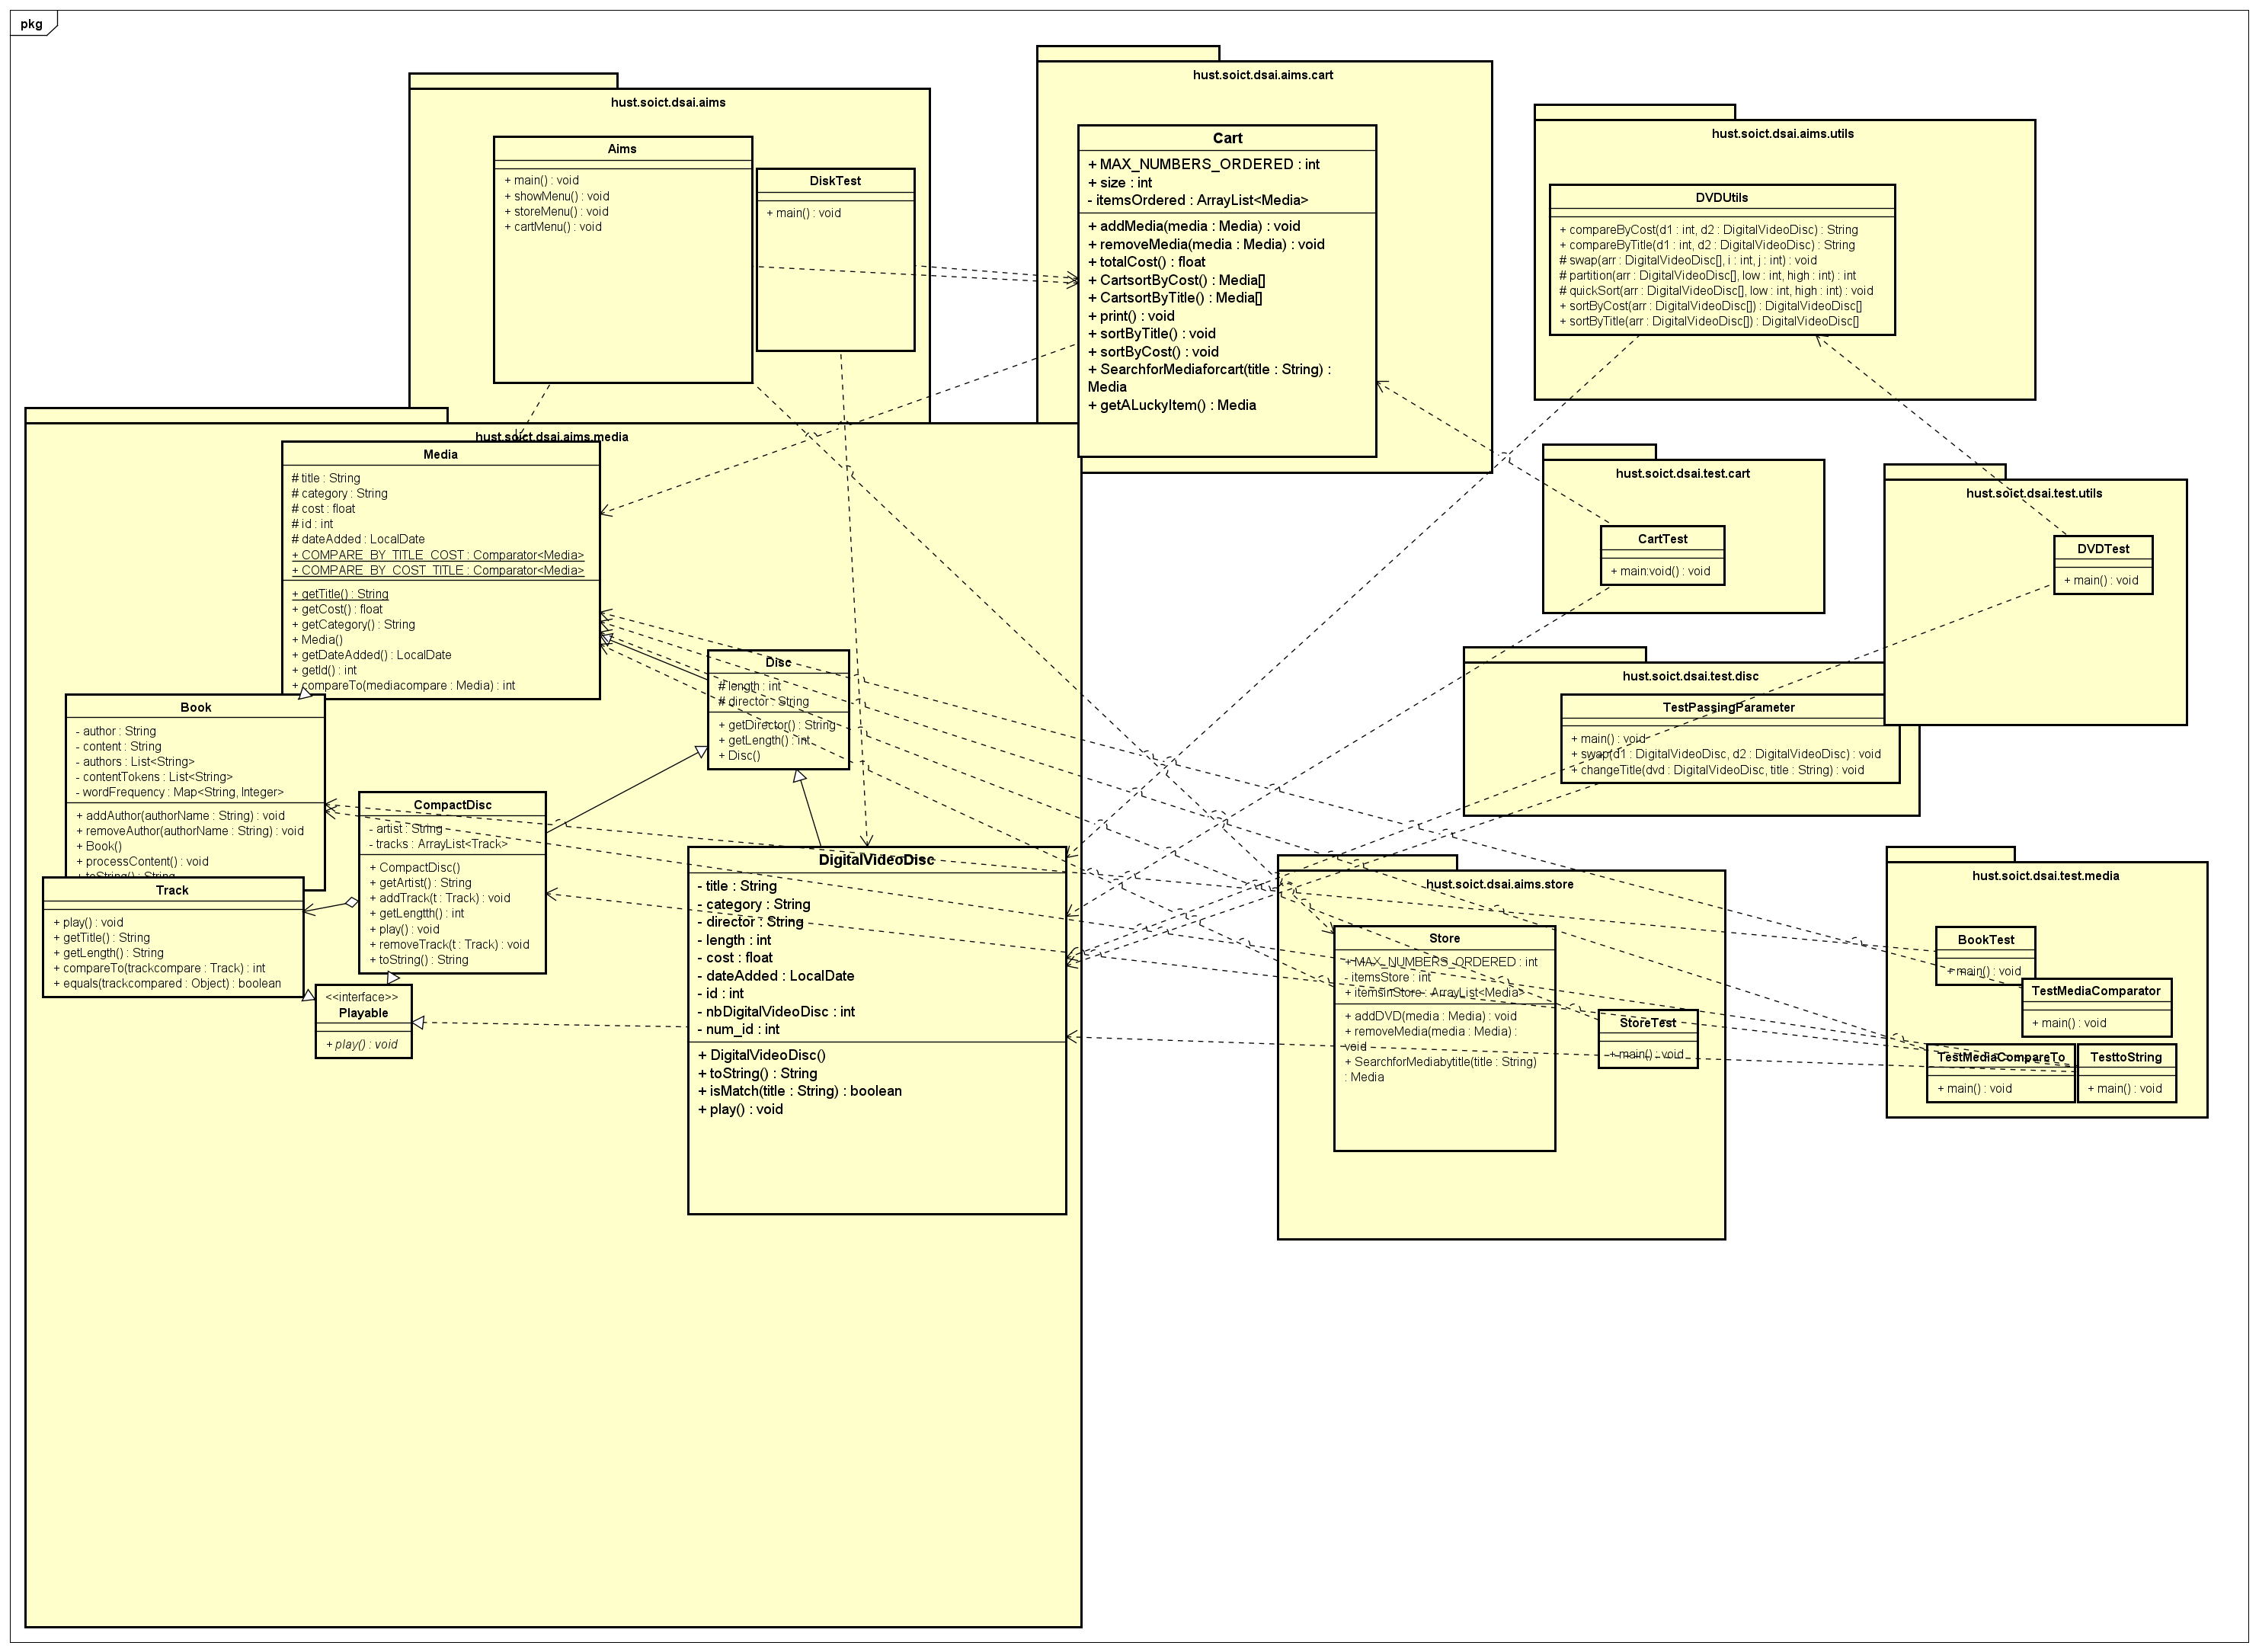 pkg
hust.soict.dsai.aims
Aims
+ main() : void
+ showMenu() : void
+ storeMenu() : void
+ cartMenu() : void
DiskTest
+ main() : void
hust.soict.dsai.aims.cart
Cart
+ MAX_NUMBERS_ORDERED : int
+ size : int
- itemsOrdered : ArrayList<Media>
+ addMedia(media : Media) : void
+ removeMedia(media : Media) : void
+ totalCost() : float
+ CartsortByCost() : Media[]
+ CartsortByTitle() : Media[]
+ print() : void
+ sortByTitle() : void
+ sortByCost() : void
+ SearchforMediaforcart(title : String) :
Media
+ getALuckyItem() : Media
hust.soict.dsai.aims.utils
DVDUtils
+ compareByCost(d1 : int, d2 : DigitalVideoDisc) : String
+ compareByTitle(d1 : int, d2 : DigitalVideoDisc) : String
# swap(arr : DigitalVideoDisc[], i : int, j : int) : void
# partition(arr : DigitalVideoDisc[], low : int, high : int) : int
# quickSort(arr : DigitalVideoDisc[], low : int, high : int) : void
+ sortByCost(arr : DigitalVideoDisc[]) : DigitalVideoDisc[]
+ sortByTitle(arr : DigitalVideoDisc[]) : DigitalVideoDisc[]
hust.soict.dsai.aims.media
Media
# title : String
# category : String
# cost : float
# id : int
# dateAdded : LocalDate
+ COMPARE_BY_TITLE_COST : Comparator<Media>
+ COMPARE_BY_COST_TITLE : Comparator<Media>
+ getTitle() : String
+ getCost() : float
+ getCategory() : String
+ Media()
+ getDateAdded() : LocalDate
+ getId() : int
+ compareTo(mediacompare : Media) : int
Disc
# length : int
# director : String
+ getDirector() : String
+ getLength() : int
+ Disc()
Book
- author : String
- content : String
- authors : List<String>
- contentTokens : List<String>
- wordFrequency : Map<String, Integer>
+ addAuthor(authorName : String) : void
+ removeAuthor(authorName : String) : void
+ Book()
+ processContent() : void
+ toString() : String
CompactDisc
- artist : String
- tracks : ArrayList<Track>
+ CompactDisc()
+ getArtist() : String
+ addTrack(t : Track) : void
+ getLengtth() : int
+ play() : void
+ removeTrack(t : Track) : void
+ toString() : String
Track
+ play() : void
+ getTitle() : String
+ getLength() : String
+ compareTo(trackcompare : Track) : int
+ equals(trackcompared : Object) : boolean
<<interface>>
Playable
+ play() : void
DigitalVideoDisc
- title : String
- category : String
- director : String
- length : int
- cost : float
- dateAdded : LocalDate
- id : int
- nbDigitalVideoDisc : int
- num_id : int
+ DigitalVideoDisc()
+ toString() : String
+ isMatch(title : String) : boolean
+ play() : void
hust.soict.dsai.test.cart
CartTest
+ main:void() : void
hust.soict.dsai.test.utils
DVDTest
+ main() : void
hust.soict.dsai.test.disc
TestPassingParameter
+ main() : void
+ swap(d1 : DigitalVideoDisc, d2 : DigitalVideoDisc) : void
+ changeTitle(dvd : DigitalVideoDisc, title : String) : void
hust.soict.dsai.aims.store
Store
+ MAX_NUMBERS_ORDERED : int
- itemsStore : int
+ itemsInStore : ArrayList<Media>
+ addDVD(media : Media) : void
+ removeMedia(media : Media) :
void
+ SearchforMediabytitle(title : String)
: Media
StoreTest
+ main() : void
hust.soict.dsai.test.media
BookTest
+ main() : void
TestMediaComparator
+ main() : void
TestMediaCompareTo
+ main() : void
TesttoString
+ main() : void